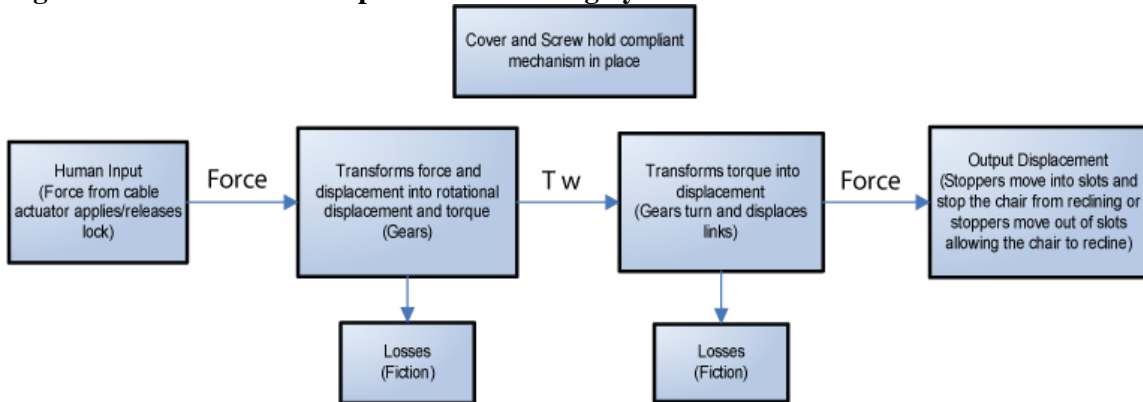 Cover and Screw hold compliant
mechanism in place
Human Input
(Force from cable
actuator applies/releases
lock)
Force
Transforms force and
displacement into rotational
displacement and torque
(Gears)
T w
Transforms torque into
displacement
(Gears turn and displaces
links)
Force
Output Displacement
(Stoppers move into slots and
stop the chair from reclining or
stoppers move out of slots
allowing the chair to recline)
Losses
(Fiction)
Losses
(Fiction)